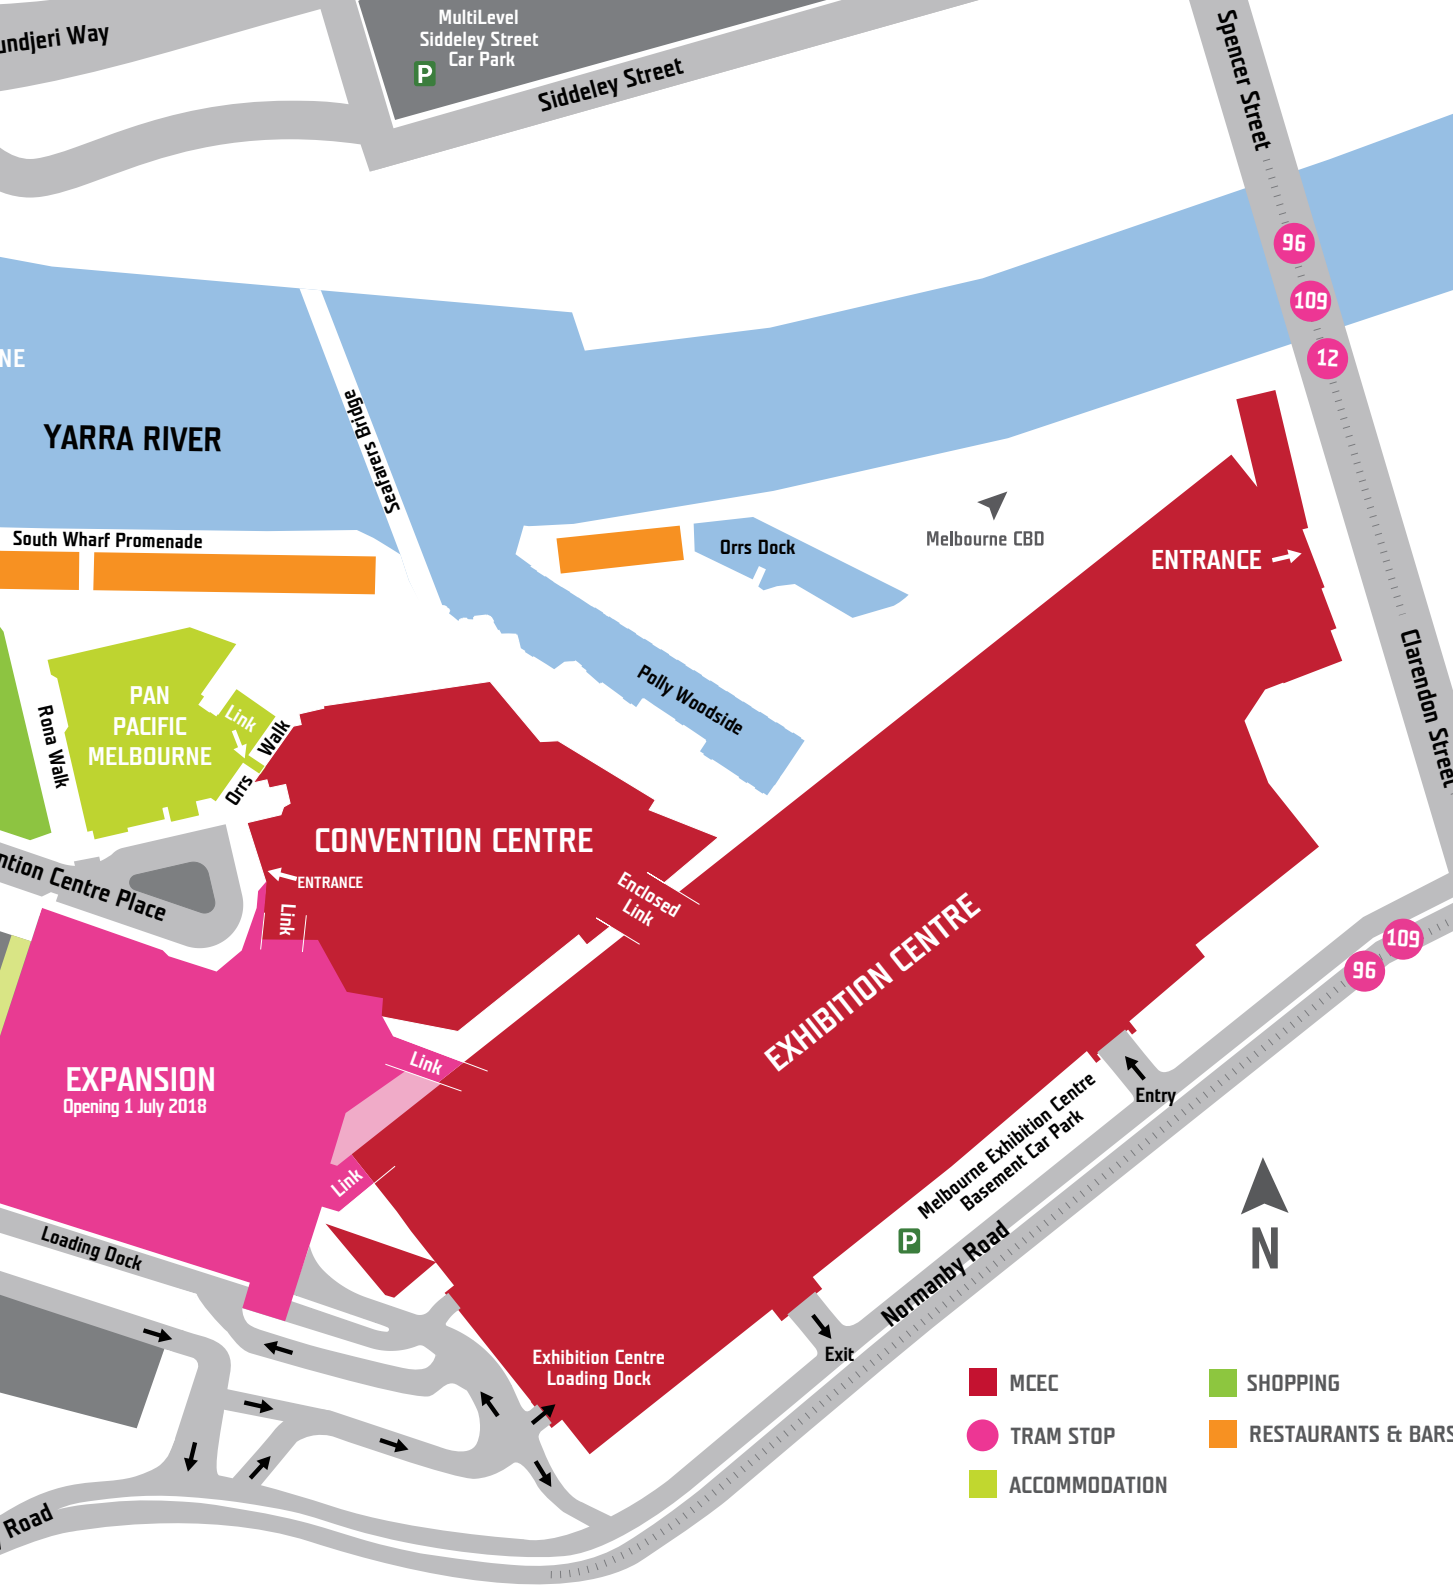 undjeri Way
MultiLevel
Siddeley Street
Car Park
P
Siddeley Street
Spencer Street
96
109
12
NE
YARRA RIVER
Seafarers Bridge
South Wharf Promenade
Orrs Dock
Melbourne CBD
ENTRANCE
Polly Woodside
Clarendon Street
PAN
PACIFIC
MELBOURNE
Link
Orrs Walk
Rona Walk
CONVENTION CENTRE
ENTRANCE
Link
Enclosed
Link
ntion Centre Place
EXHIBITION CENTRE
109
96
EXPANSION
Opening 1 July 2018
Link
Link
Entry
Melbourne Exhibition Centre
Basement Car Park
P
Normanby Road
N
Loading Dock
Exit
Exhibition Centre
Loading Dock
Road
MCEC
TRAM STOP
ACCOMMODATION
SHOPPING
RESTAURANTS & BARS